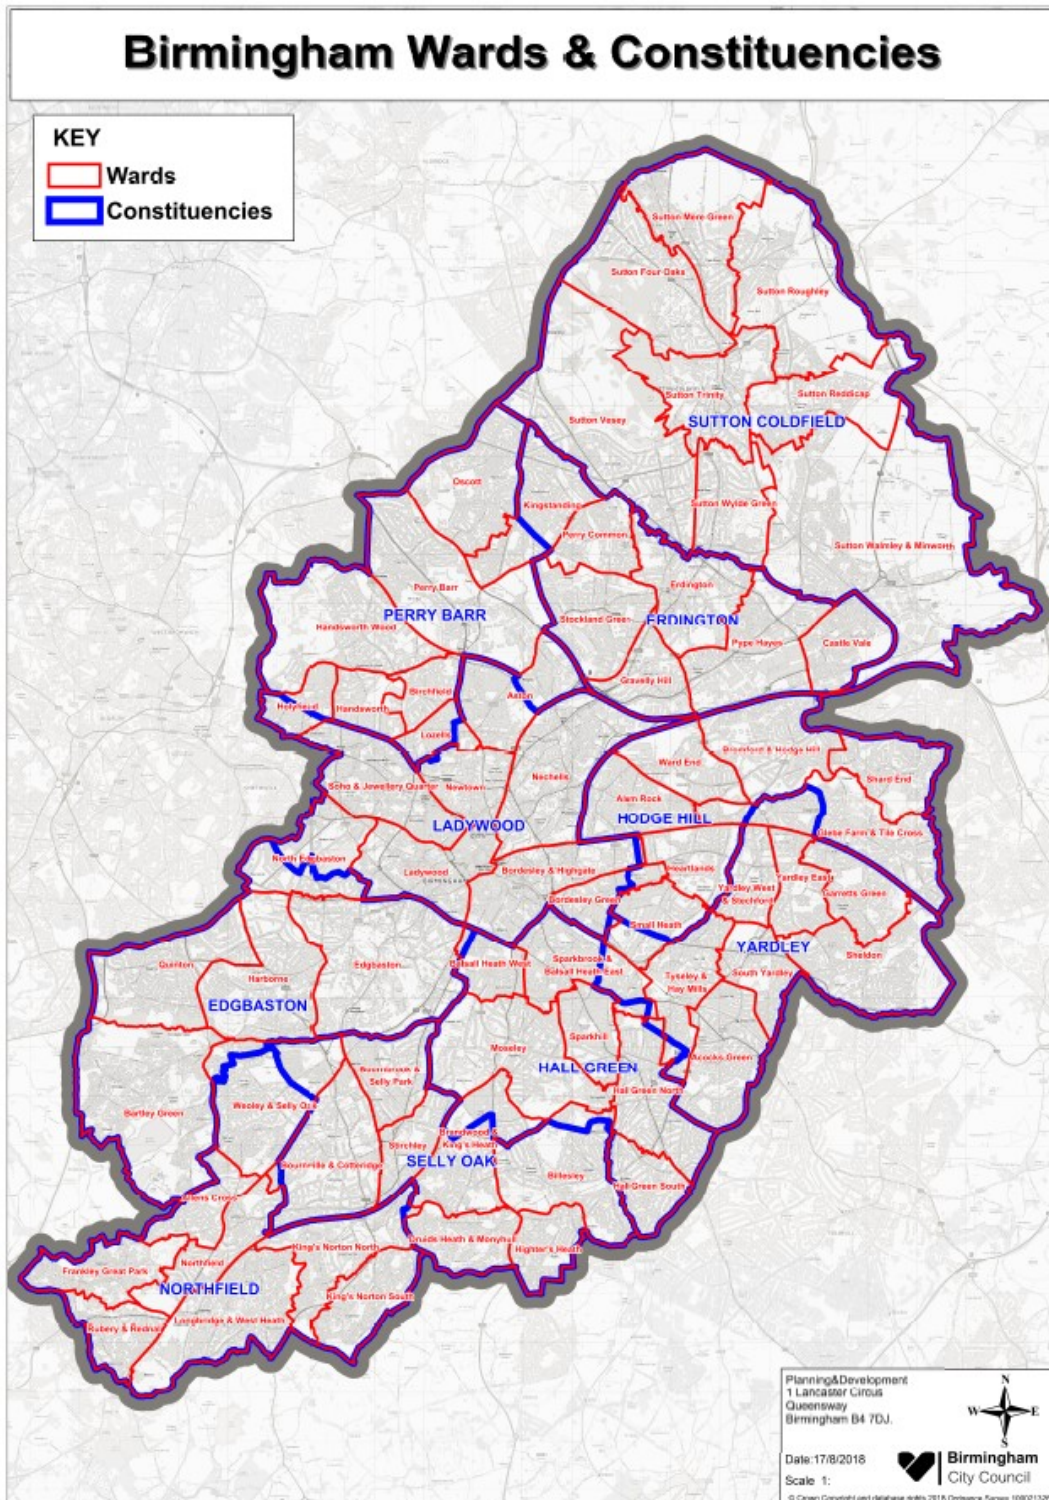 Birmingham Wards & Constituencies
KEY
Wards
Constituencies
Sutton Mere Green
Sutton Four Oaks
Sutton Roughley
Sutton Trinity
Sutton Reddicap
Sutton Vesey
SUTTON COLDFIELD
Oscott
Kingstanding
Sutton Wylde Green
Perry Common
Sutton Walmley & Minworth
Erdington
Perry Barr
PERRY BARR
Handsworth Wood
Stockland Green
ERDINGTON
Pype Hayes
Castle Vale
Gravelly Hill
Birchfield
Aston
Holyhead
Handsworth
Lozells
Bromford & Hodge Hill
Ward End
Nechells
Shard End
Soho & Jewellery Quarter
Newtown
Alum Rock
LADYWOOD
HODGE HILL
Glebe Farm & Tile Cross
North Edgbaston
Ladywood
Bordesley & Highgate
Heartlands
Yardley East
Yardley West
& Stechford
Garretts Green
Bordesley Green
Small Heath
YARDLEY
Sheldon
Quinton
Edgbaston
Harborne
Balsall Heath West
Sparkbrook &
Balsall Heath East
Tyseley &
Hay Mills
South Yardley
EDGBASTON
Sparkhill
Moseley
HALL GREEN
Acocks Green
Bournbrook &
Selly Park
Hall Green North
Bartley Green
Weoley & Selly Oak
Brandwood &
King's Heath
Stirchley
SELLY OAK
Bournville & Cotteridge
Billesley
Hall Green South
Allens Cross
Druids Heath & Monyhull
Highter's Heath
King's Norton North
Northfield
Frankley Great Park
NORTHFIELD
King's Norton South
Longbridge & West Heath
Rubery & Rednal
Planning&Development
1 Lancaster Circus
Queensway
Birmingham B4 7DJ.
N
W E
S
Date:17/8/2018
Scale 1:
Birmingham
City Council